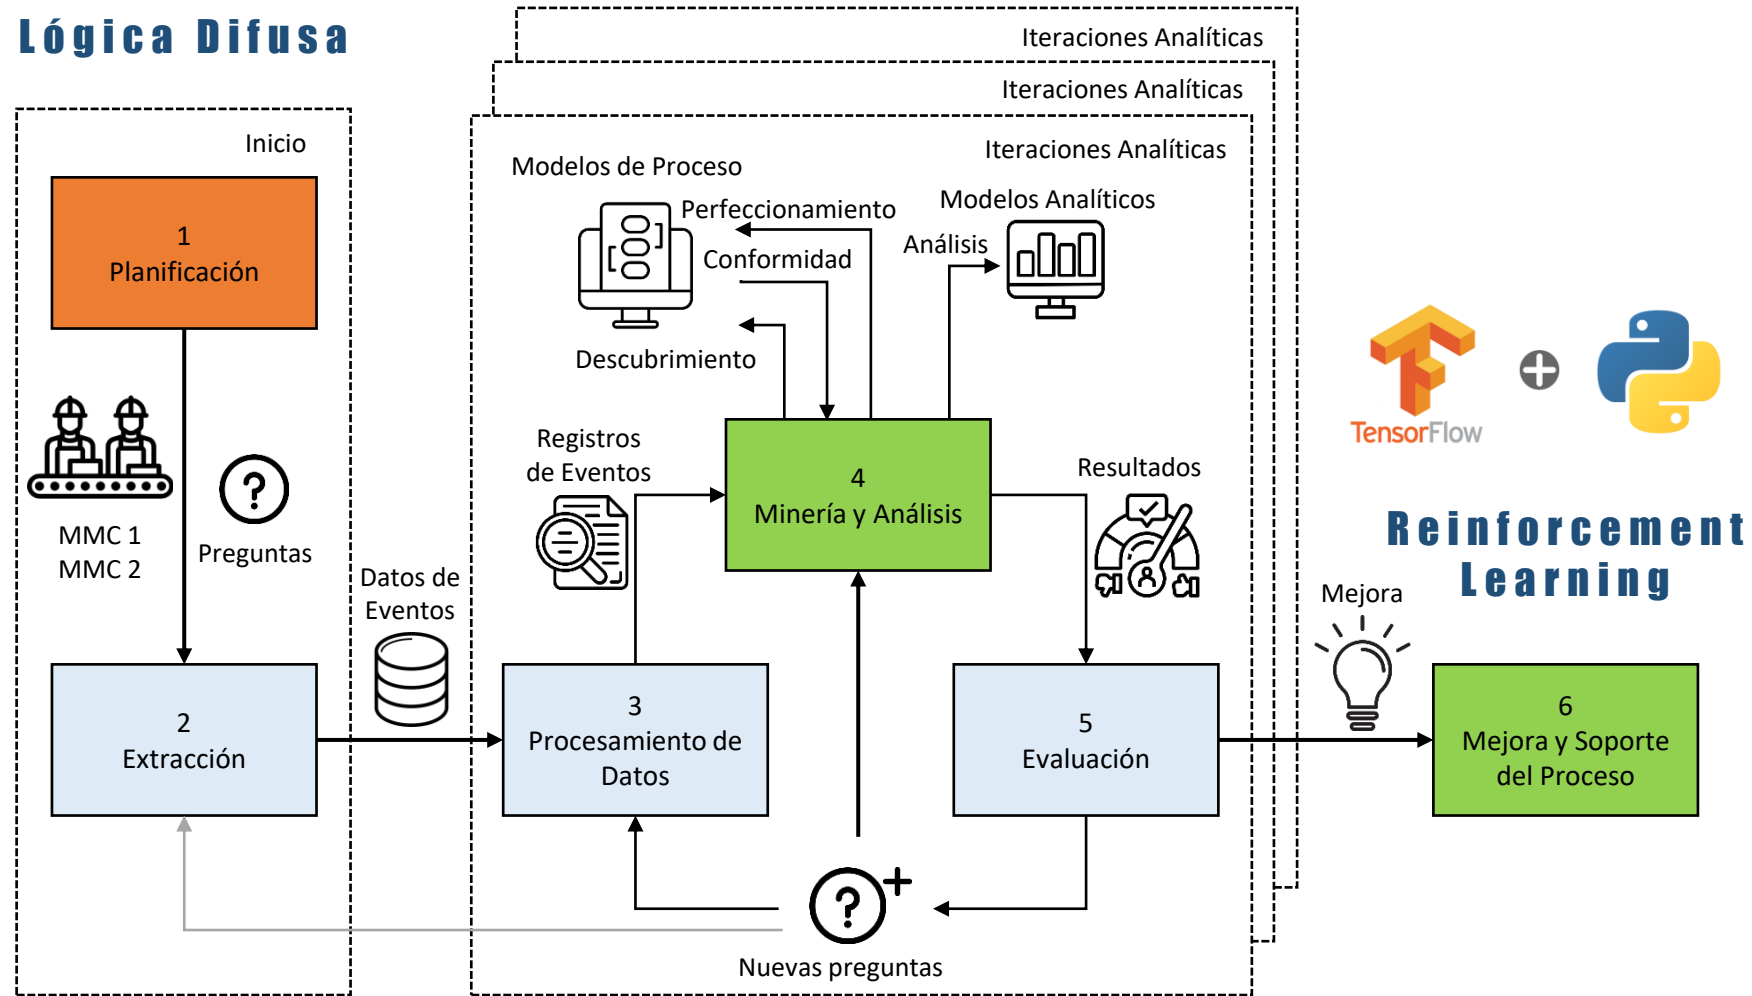 Lógica Difusa
Iteraciones Analíticas
Iteraciones Analíticas
Iteraciones Analíticas
Inicio
1
Planificación
MMC 1
MMC 2
Preguntas
2
Extracción
Datos de
Eventos
Modelos de Proceso
Perfeccionamiento
Conformidad
Descubrimiento
Modelos Analíticos
Análisis
Registros
de Eventos
4
Minería y Análisis
Resultados
3
Procesamiento de
Datos
5
Evaluación
Nuevas preguntas
TensorFlow
Reinforcement
Learning
Mejora
6
Mejora y Soporte
del Proceso